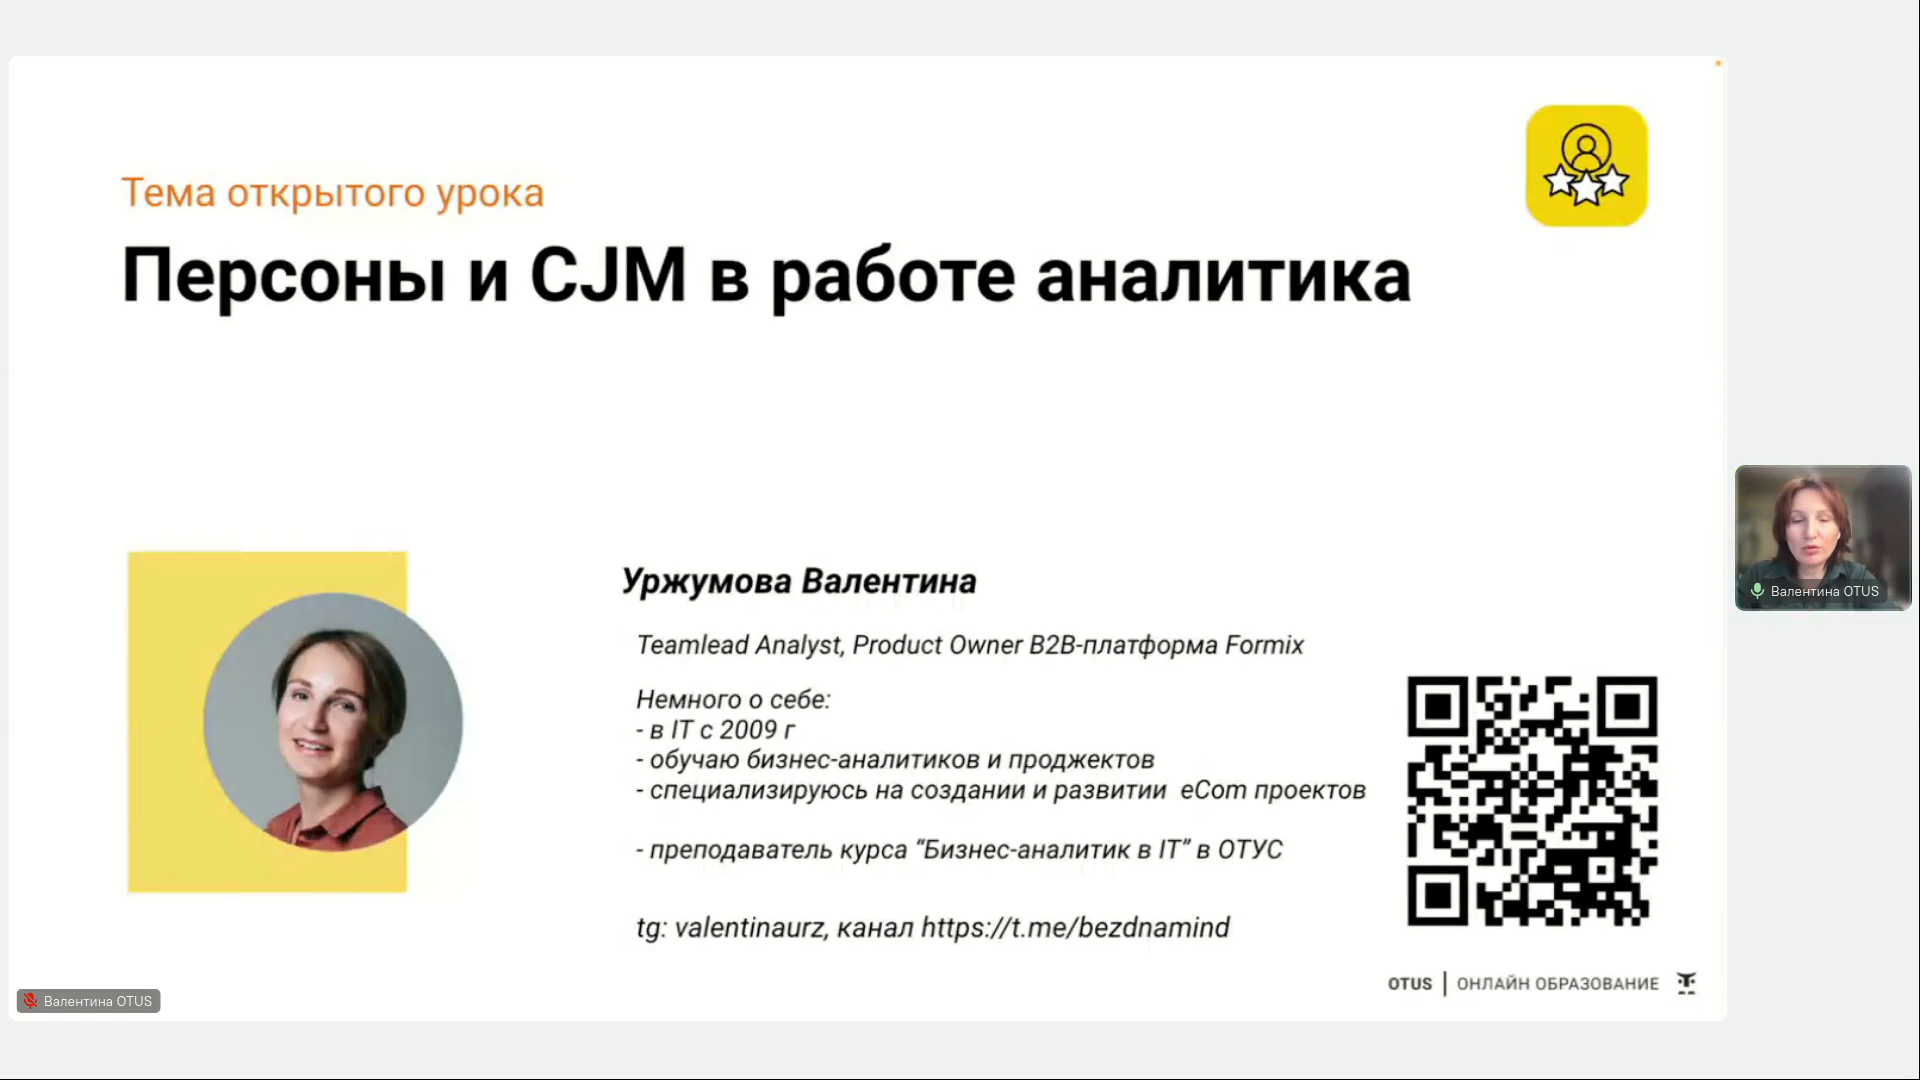 Тема открытого урока
Персоны и CJM в работе аналитика
Уржумова Валентина
Teamlead Analyst, Product Owner B2B-платформа Formix
Немного о себе:
- в IT с 2009 г
- обучаю бизнес-аналитиков и проджектов
- специализируюсь на создании и развитии eCom проектов
- преподаватель курса “Бизнес-аналитик в IT” в ОТУС
tg: valentinaurz, канал https://t.me/bezdnamind
OTUS | ОНЛАЙН ОБРАЗОВАНИЕ
Валентина OTUS
Валентина OTUS